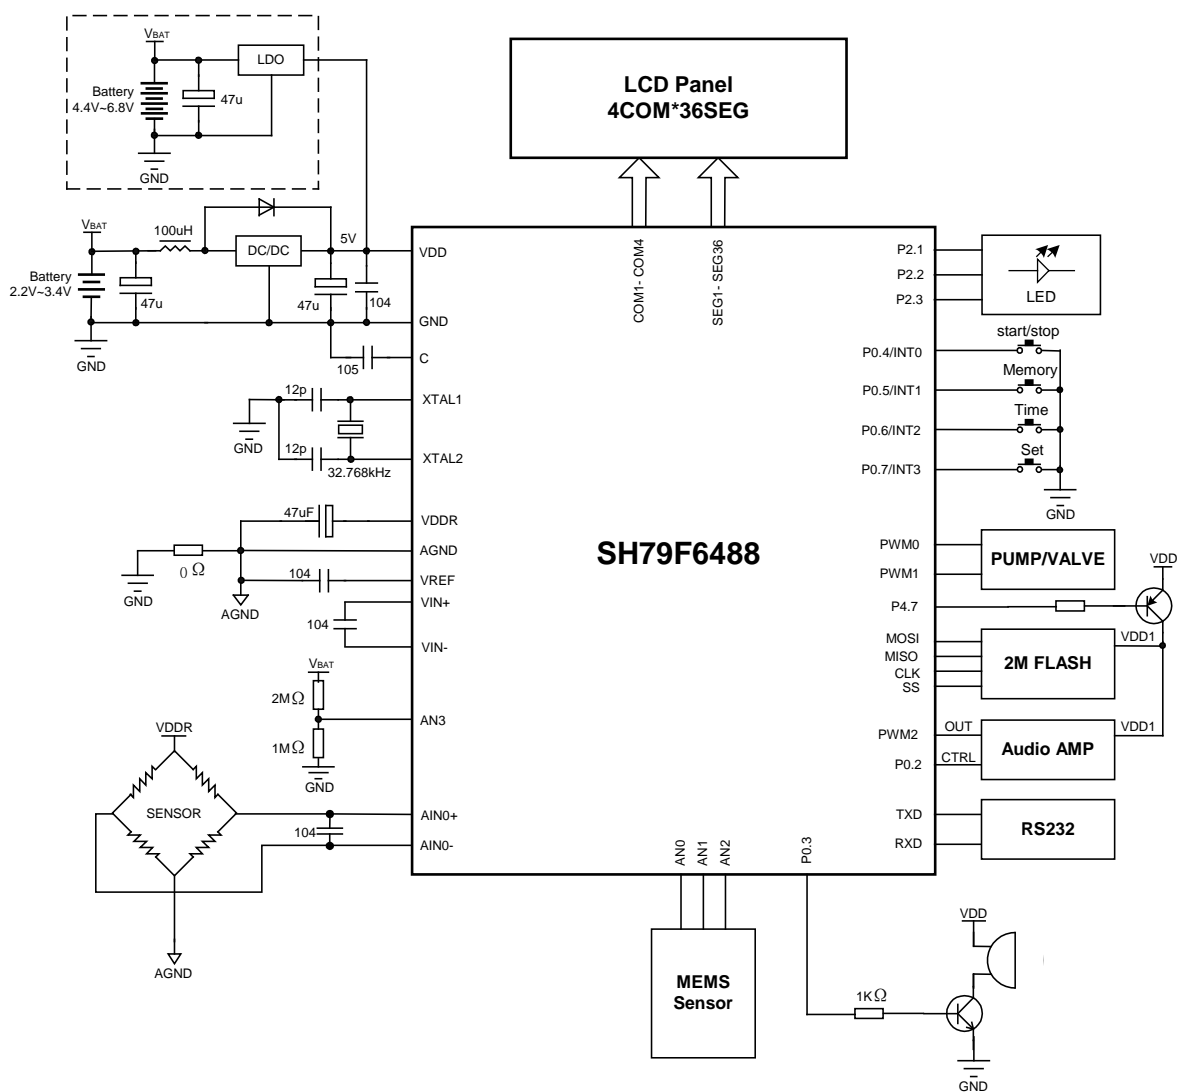 VBAT
LDO
Battery
4.4V~6.8V
47u
GND
LCD Panel
4COM*36SEG
VBAT
100uH
DC/DC
5V
Battery
2.2V~3.4V
47u
47u
104
GND
105
12p
12p
GND
32.768kHz
47uF
0 Ω
GND
104
AGND
104
VBAT
2MΩ
1MΩ
GND
VDDR
SENSOR
104
AGND
VDD
GND
C
XTAL1
XTAL2
VDDR
AGND
VREF
VIN+
VIN-
AN3
AIN0+
AIN0-
COM1- COM4
SEG1- SEG36
SH79F6488
P2.1
P2.2
P2.3
P0.4/INT0
P0.5/INT1
P0.6/INT2
P0.7/INT3
PWM0
PWM1
P4.7
MOSI
MISO
CLK
SS
PWM2
P0.2
TXD
RXD
AN0
AN1
AN2
P0.3
LED
start/stop
Memory
Time
Set
GND
PUMP/VALVE
VDD
2M FLASH
VDD1
OUT
CTRL
Audio AMP
VDD1
RS232
MEMS
Sensor
1KΩ
VDD
GND